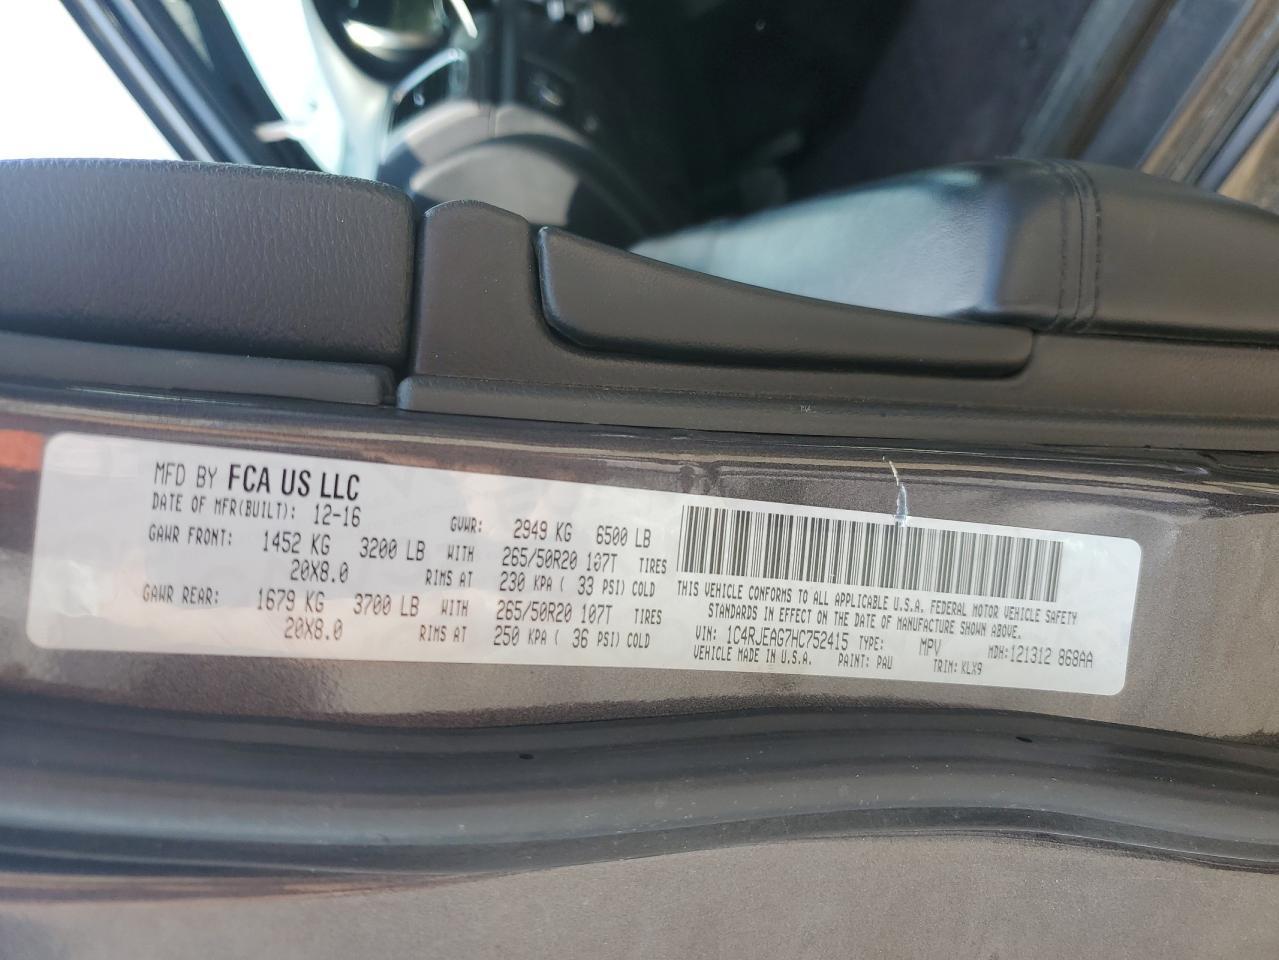 MFD BY FCA US LLC
DATE OF MFR(BUILT): 12-16 GVWR: 2949 KG 6500 LB
GAWR FRONT: 1452 KG 3200 LB WITH 265/50R20 107T TIRES
20X8.0 RIMS AT 230 KPA ( 33 PSI) COLD
GAWR REAR: 1679 KG 3700 LB WITH 265/50R20 107T TIRES
20X8.0 RIMS AT 250 KPA ( 36 PSI) COLD
THIS VEHICLE CONFORMS TO ALL APPLICABLE U.S.A. FEDERAL MOTOR VEHICLE SAFETY
STANDARDS IN EFFECT ON THE DATE OF MANUFACTURE SHOWN ABOVE.
VIN: 1C4RJEAG7HC752415 TYPE: MPV MDH:121312 868AA
VEHICLE MADE IN U.S.A. PAINT: PAU TRIM: KLX9